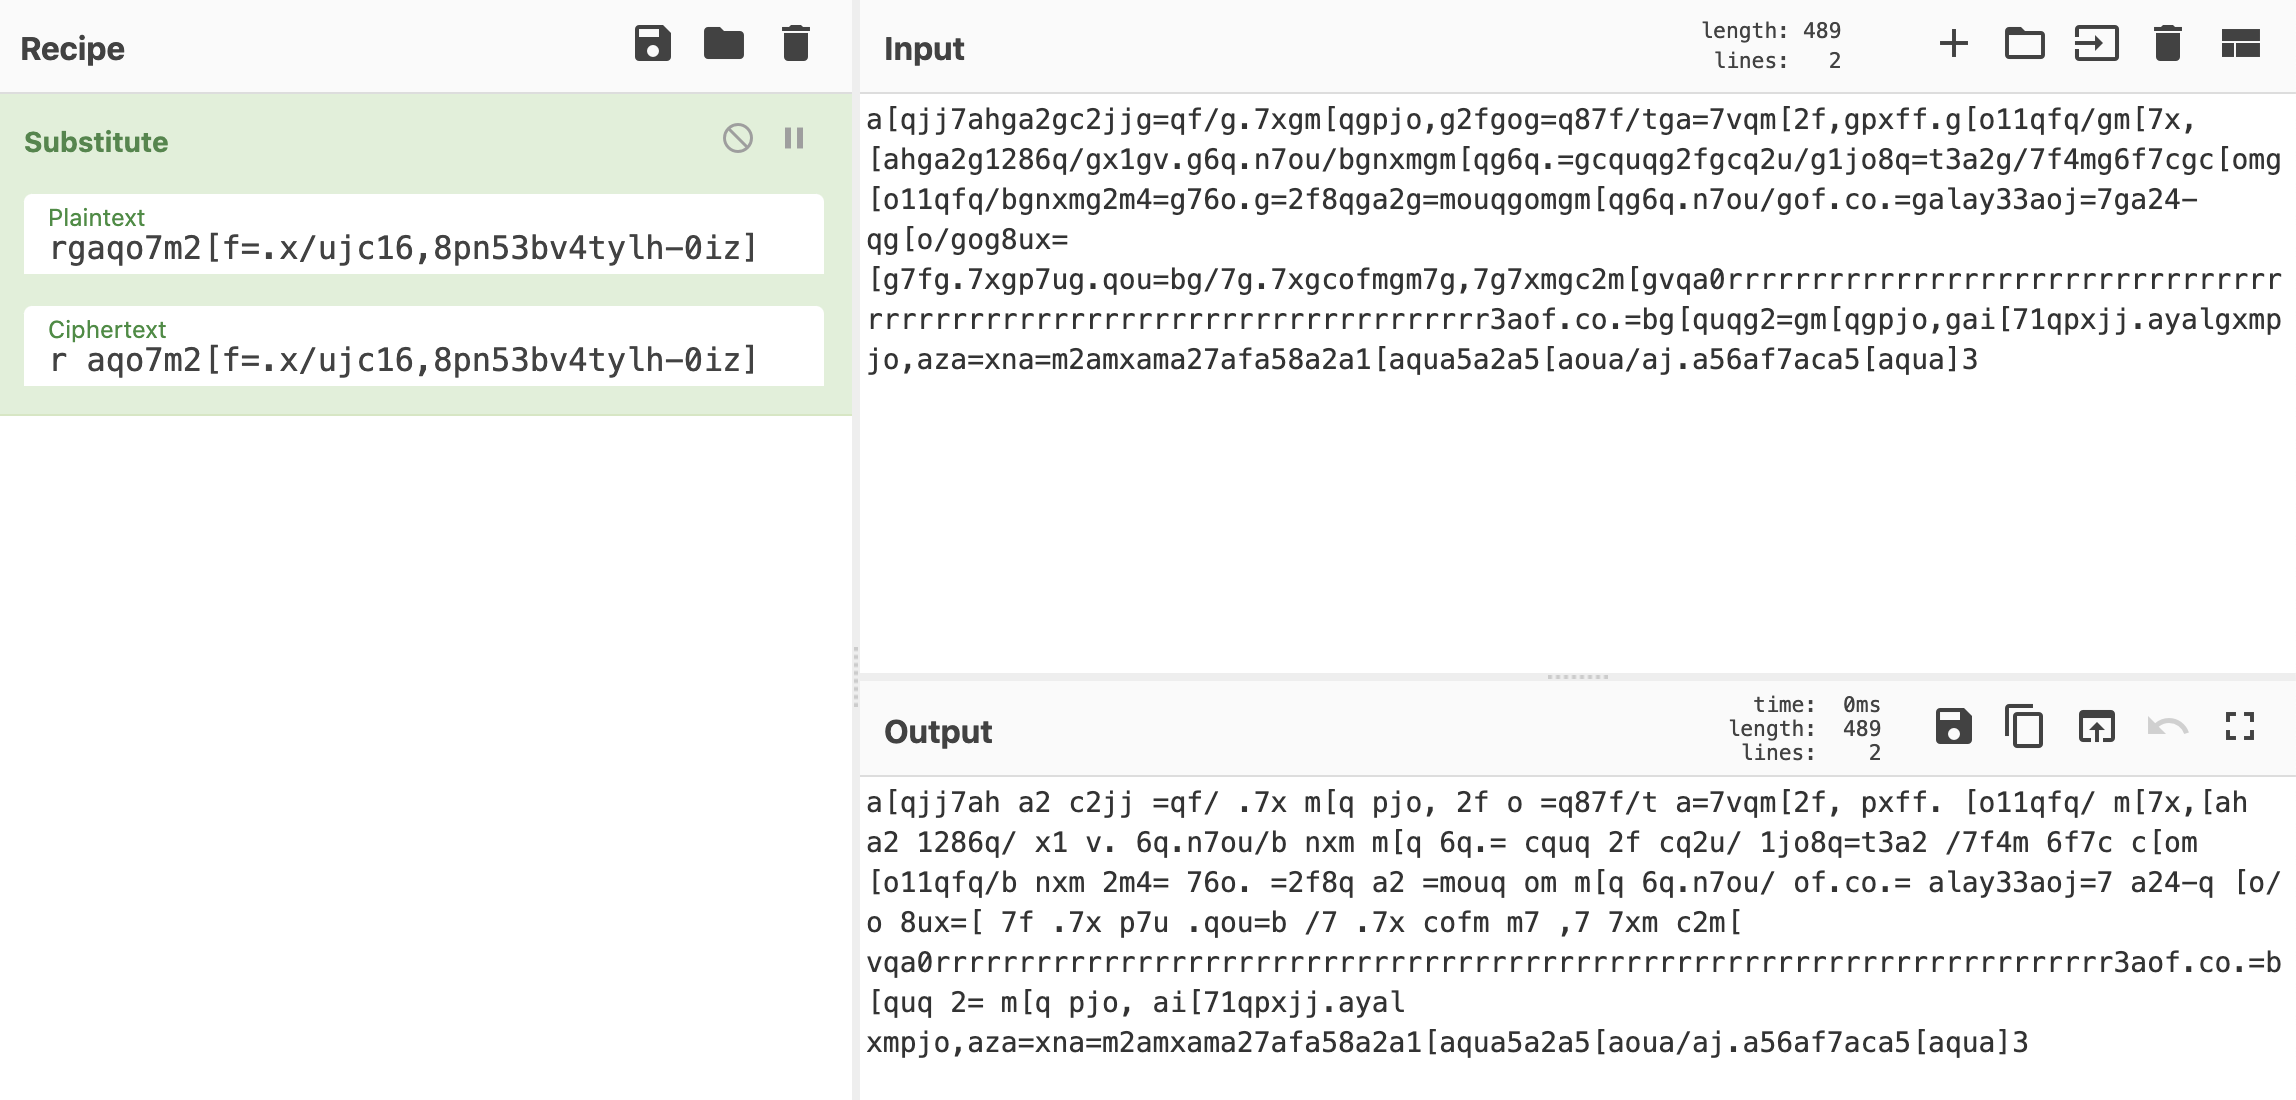 Recipe
Substitute
Plaintext
rgaqo7m2[f=.x/ujc16,8pn53bv4tylh-0iz]
Ciphertext
r aqo7m2[f=.x/ujc16,8pn53bv4tylh-0iz]
Input
length: 489
lines: 2
a[qjj7ahga2gc2jjg=qf/g.7xgm[qgpjo,g2fgog=q87f/tga=7vqm[2f,gpxff.g[o11qfq/gm[7x,
[ahga2g1286q/gx1gv.g6q.n7ou/bgnxmgm[qg6q.=gcquqg2fgcq2u/g1jo8q=t3a2g/7f4mg6f7cgc[omg
[o11qfq/bgnxmg2m4=g76o.g=2f8qga2g=mouqgomgm[qg6q.n7ou/gof.co.=galay33aoj=7ga24-
qg[o/gog8ux=
[g7fg.7xgp7ug.qou=bg/7g.7xgcofmgm7g,7g7xmgc2m[gvqa0rrrrrrrrrrrrrrrrrrrrrrrrrrrrrrrrr
rrrrrrrrrrrrrrrrrrrrrrrrrrrrrrrrrrrrr3aof.co.=bg[quqg2=gm[qgpjo,gai[71qpxjj.ayalgxmp
jo,aza=xna=m2amxama27afa58a2a1[aqua5a2a5[aoua/aj.a56af7aca5[aqua]3
Output
time: 0ms
length: 489
lines: 2
a[qjj7ah a2 c2jj =qf/ .7x m[q pjo, 2f o =q87f/t a=7vqm[2f, pxff. [o11qfq/ m[7x,[ah
a2 1286q/ x1 v. 6q.n7ou/b nxm m[q 6q.= cquq 2f cq2u/ 1jo8q=t3a2 /7f4m 6f7c c[om
[o11qfq/b nxm 2m4= 76o. =2f8q a2 =mouq om m[q 6q.n7ou/ of.co.= alay33aoj=7 a24-q [o/
o 8ux=[ 7f .7x p7u .qou=b /7 .7x cofm m7 ,7 7xm c2m[
vqa0rrrrrrrrrrrrrrrrrrrrrrrrrrrrrrrrrrrrrrrrrrrrrrrrrrrrrrrrrrrrrrrrrrrrrr3aof.co.=b
[quq 2= m[q pjo, ai[71qpxjj.ayal
xmpjo,aza=xna=m2amxama27afa58a2a1[aqua5a2a5[aoua/aj.a56af7aca5[aqua]3